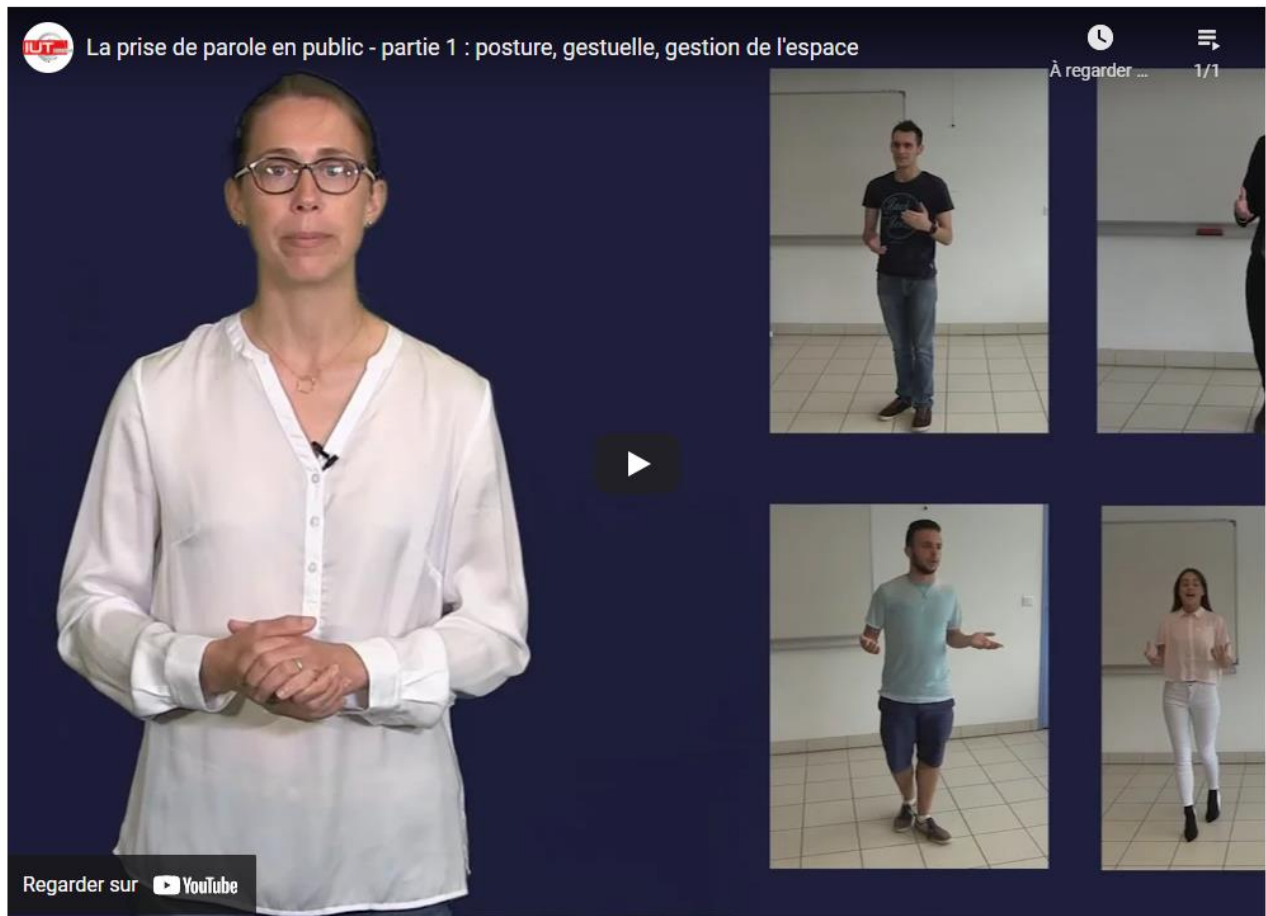 IUT
La prise de parole en public - partie 1 : posture, gestuelle, gestion de l'espace
À regarder ...
1/1
Regarder sur YouTube